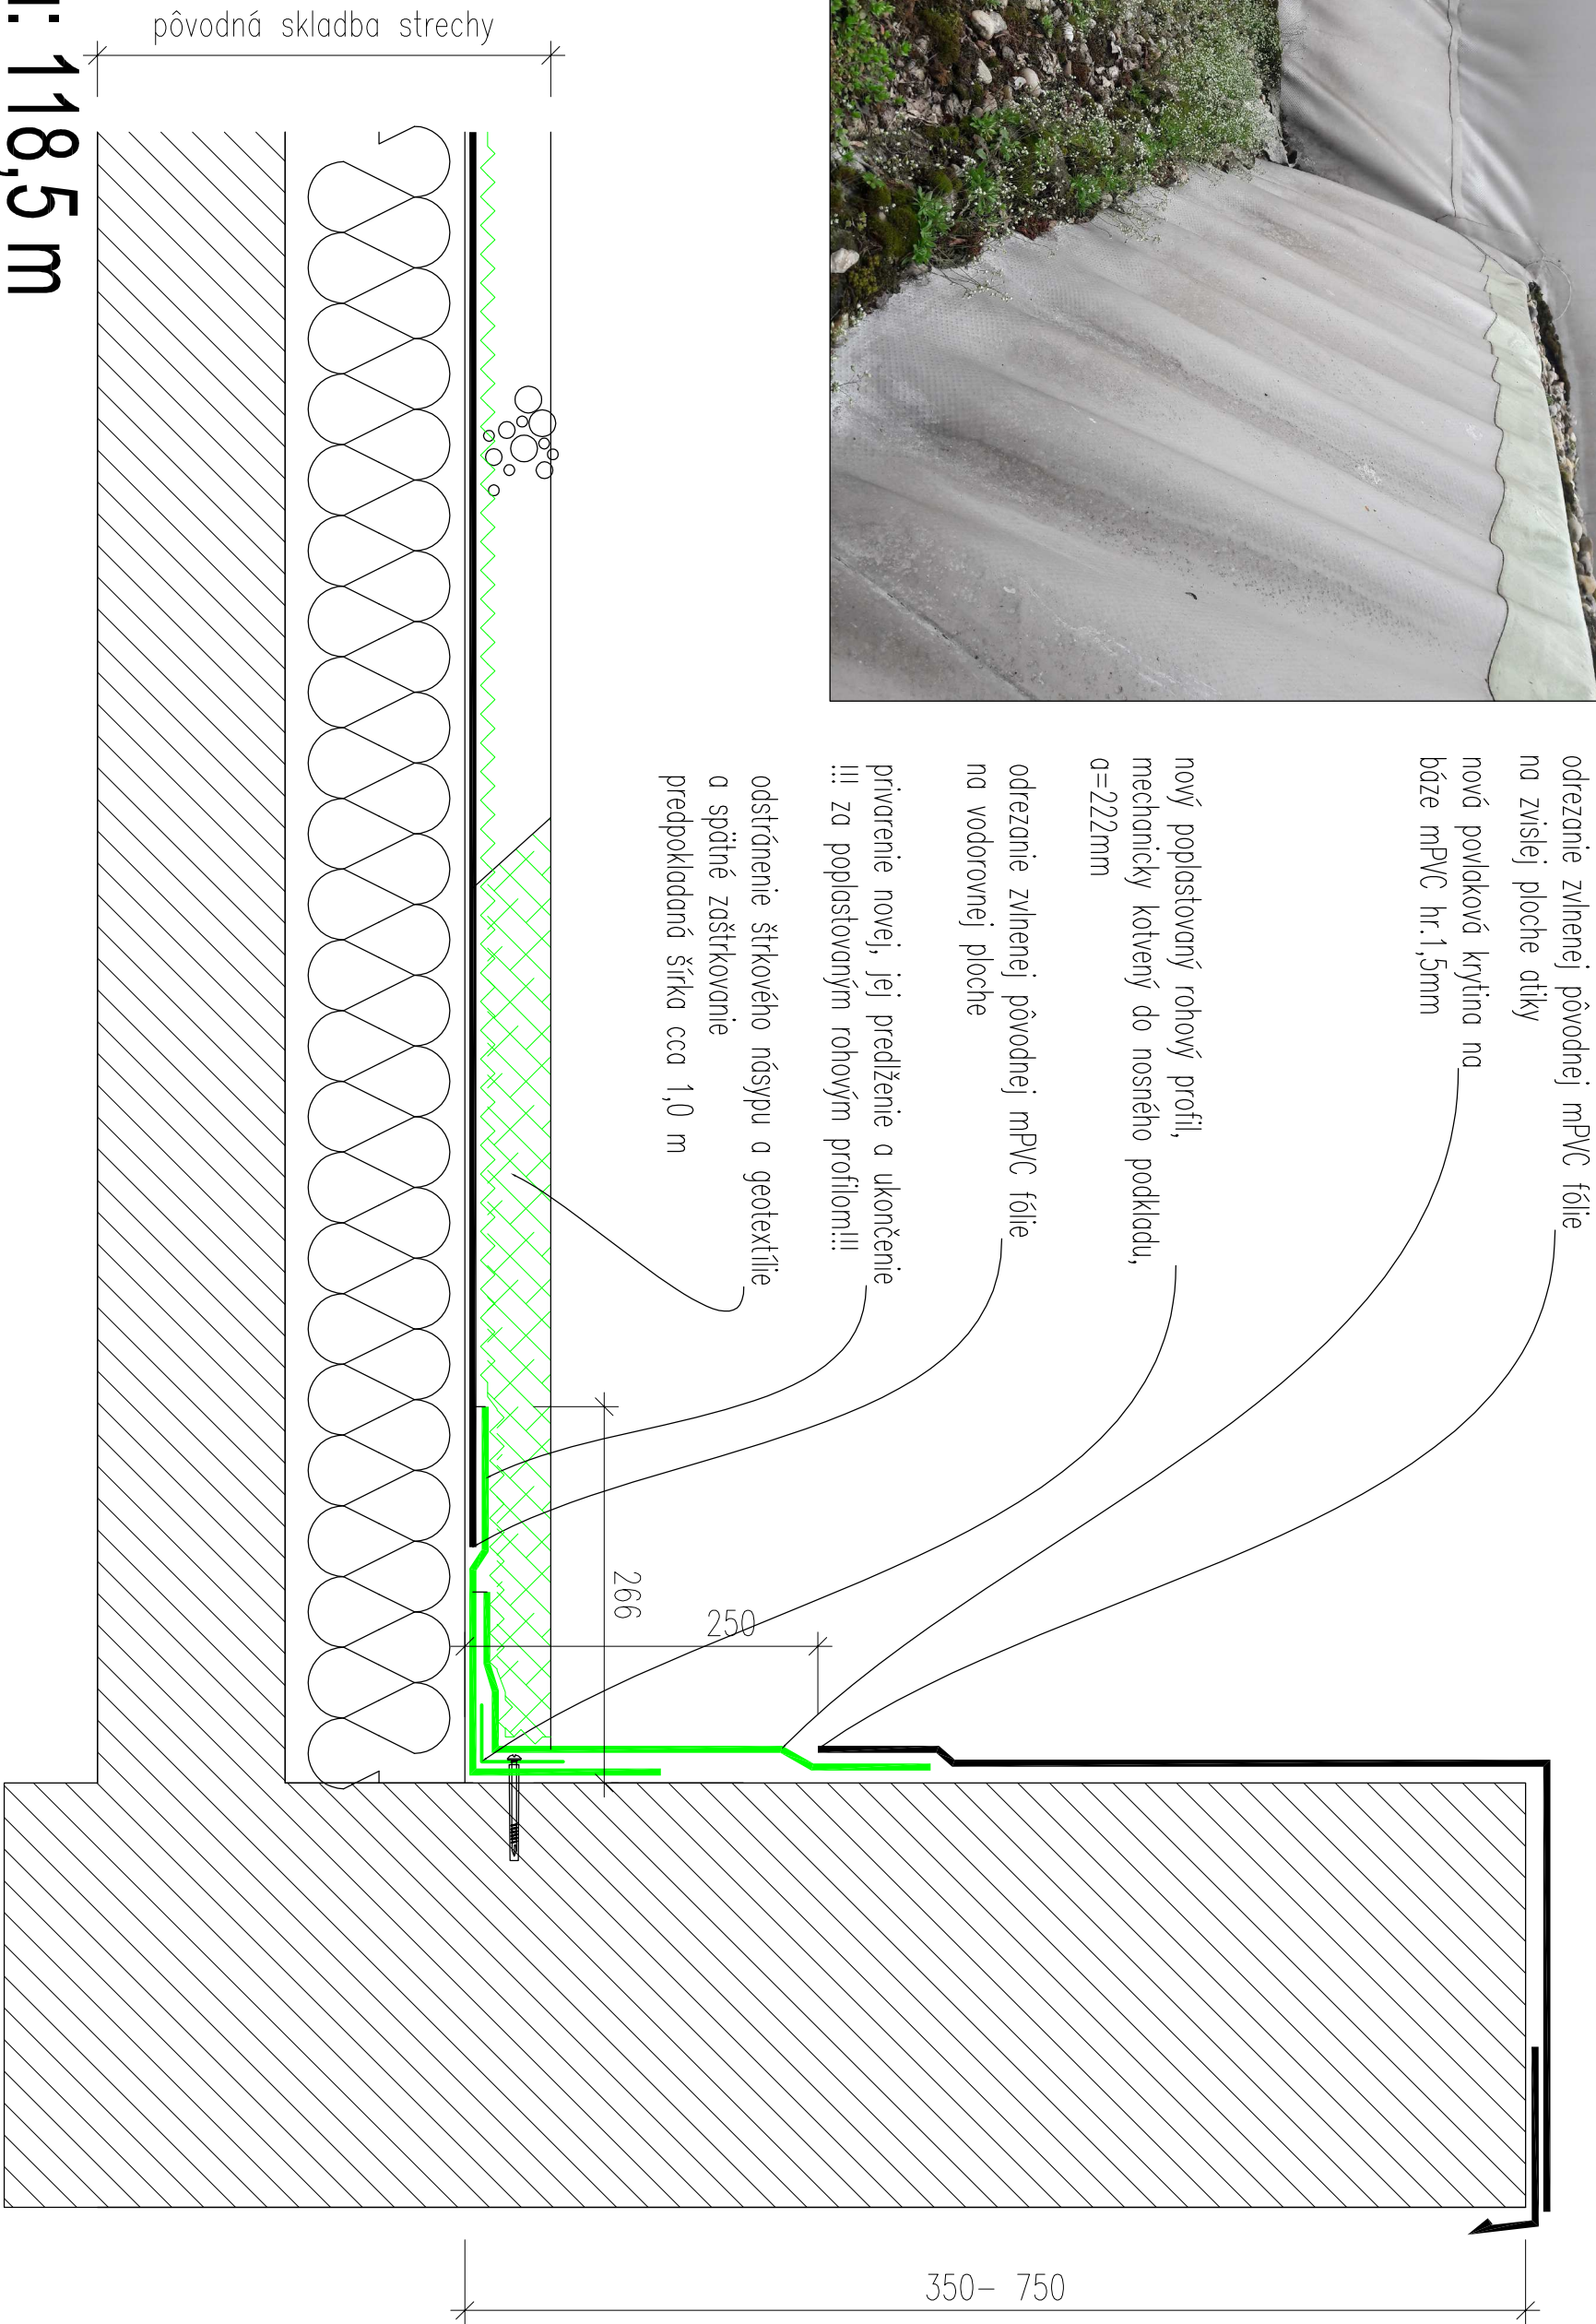 odrezanie zvlnenej pôvodnej mPVC fólie
na zvislej ploche atiky
nová povlaková krytina na
báze mPVC hr.1,5mm
nový poplastovaný rohový profil,
mechanicky kotvený do nosného podkladu,
a=222mm
odrezanie zvlnenej pôvodnej mPVC fólie
na vodorovnej ploche
privarenie novej, jej predlženie a ukončenie
!!! za poplastovaným rohovým profilom!!!
odstránenie štrkového násypu a geotextílie
a spätné zaštrkovanie
predpokladaná šírka cca 1,0 m
266
250
350- 750
pôvodná skladba strechy
: 118,5 m